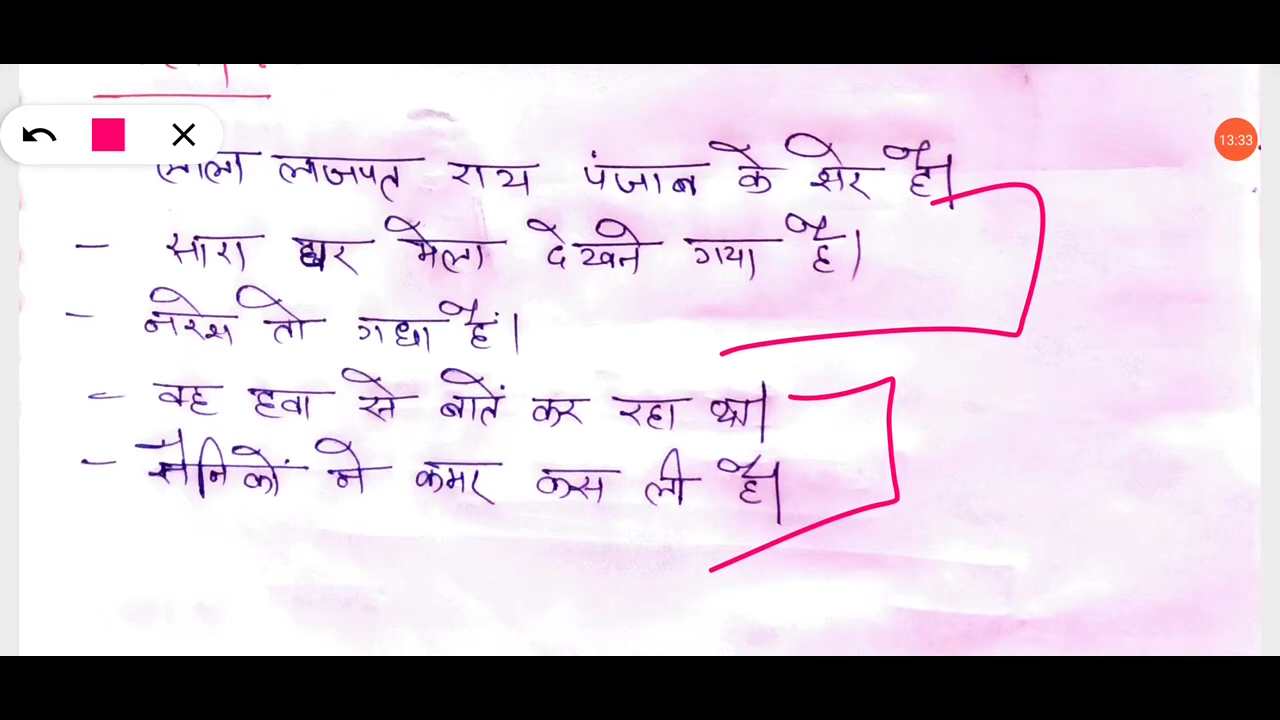 लाला लाजपत राय पंजाब के शेर है।
13:33
- सारा घर मेला देखने गया है।
- नरेश तो गधा हैं।
- वह हवा से बातें कर रहा था।
- सैनिकों ने कमर कस ली है।